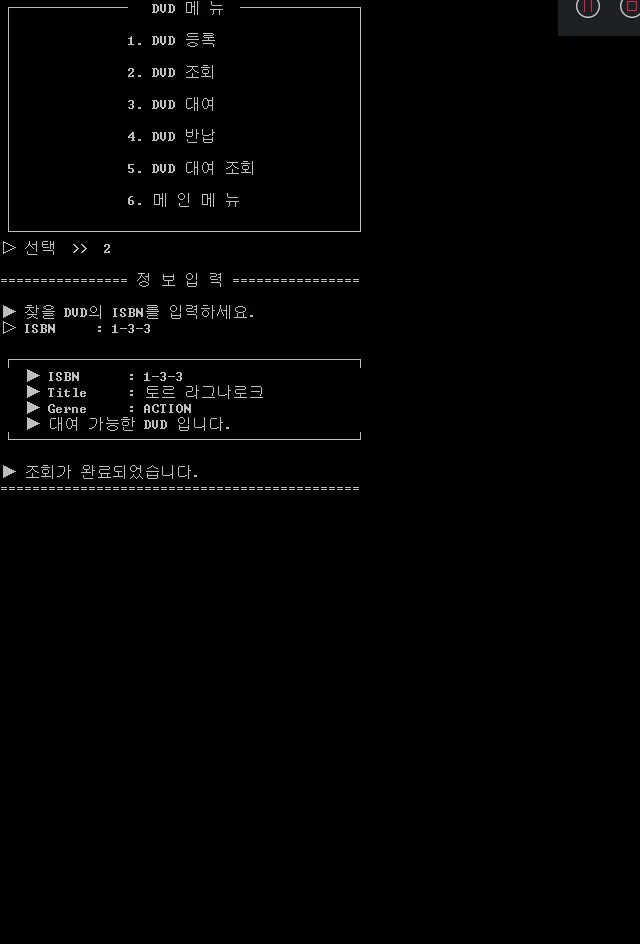 DVD 메 뉴
1. DVD 등록
2. DVD 조회
3. DVD 대여
4. DVD 반납
5. DVD 대여 조회
6. 메 인 메 뉴
▷ 선택  >>  2
================ 정 보 입 력 ================
▶ 찾을 DVD의 ISBN를 입력하세요.
▷ ISBN     : 1-3-3
▶ ISBN      : 1-3-3
▶ Title     : 토르 라그나로크
▶ Gerne     : ACTION
▶ 대여 가능한 DVD 입니다.
▶ 조회가 완료되었습니다.
=============================================